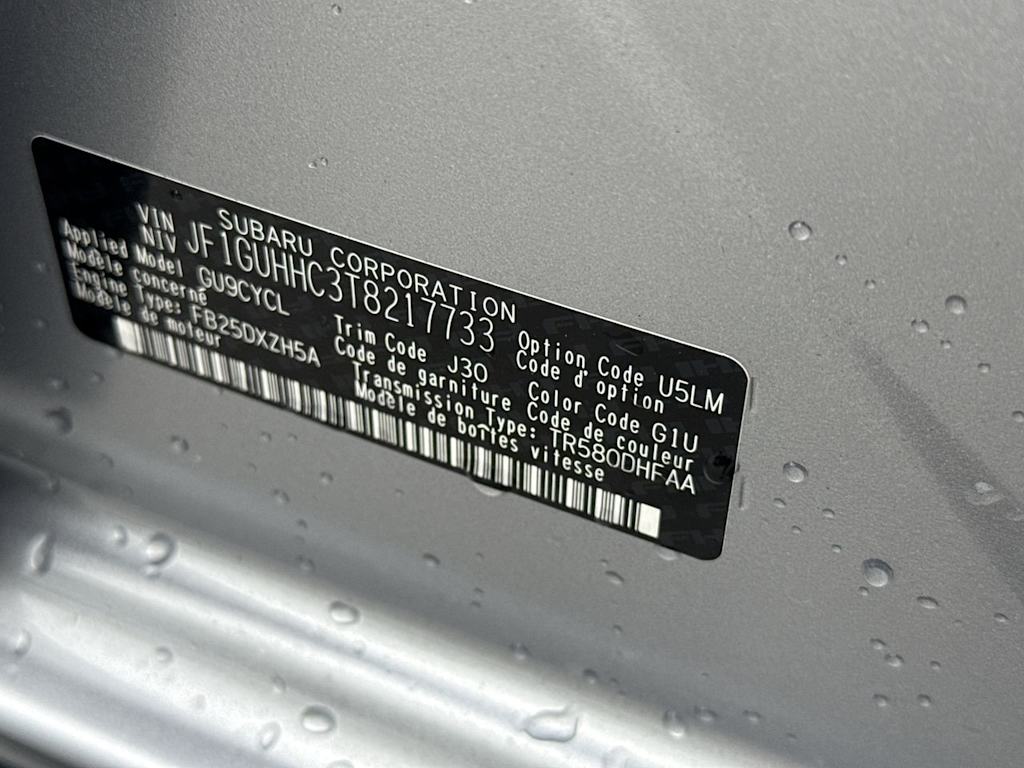 SUBARU CORPORATION
VIN
NIV JF1GUHHC3T8217733
Applied Model GU9CYCL Option Code U5LM
Modèle concerné Code d'option
Engine Type: FB25DXZH5A Trim Code J30 Color Code G1U
Modèle de moteur Code de garniture Code de couleur
Transmission Type: TR580DHFAA
Modèle de boîtes vitesse